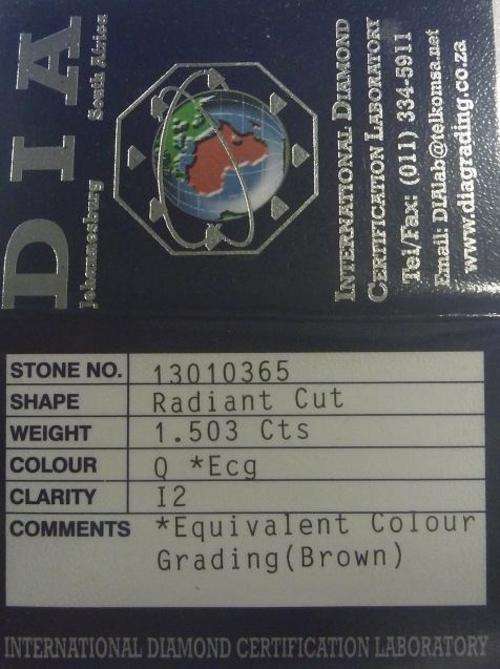 DIA
Johannesburg South Africa
INTERNATIONAL DIAMOND
CERTIFICATION LABORATORY
Tel/Fax: (011) 334-5911
Email: DIAlab@telkomsa.net
www.diagrading.co.za
STONE NO. 13010365
SHAPE Radiant Cut
WEIGHT 1.503 Cts
COLOUR Q *Ecg
CLARITY I2
COMMENTS *Equivalent Colour
Grading(Brown)
INTERNATIONAL DIAMOND CERTIFICATION LABORATORY